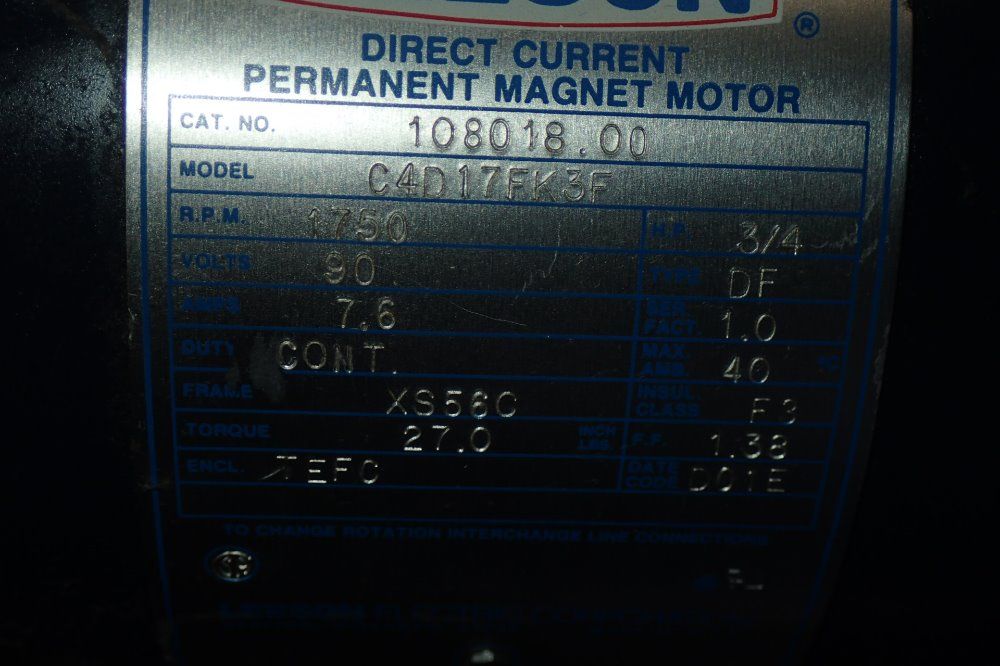 ®
DIRECT CURRENT
PERMANENT MAGNET MOTOR
CAT. NO. 108018.00
MODEL C4D17FK3F
R.P.M. 1750 H.P. 3/4
VOLTS 90 TYPE DF
AMPS 7.6 SER. FACT. 1.0
DUTY CONT. MAX. AMB. 40 °C
FRAME XS56C INSUL. CLASS F3
TORQUE 27.0 INCH LBS. F.F. 1.38
ENCL. TEFC DATE CODE D01E
TO CHANGE ROTATION INTERCHANGE LINE CONNECTIONS